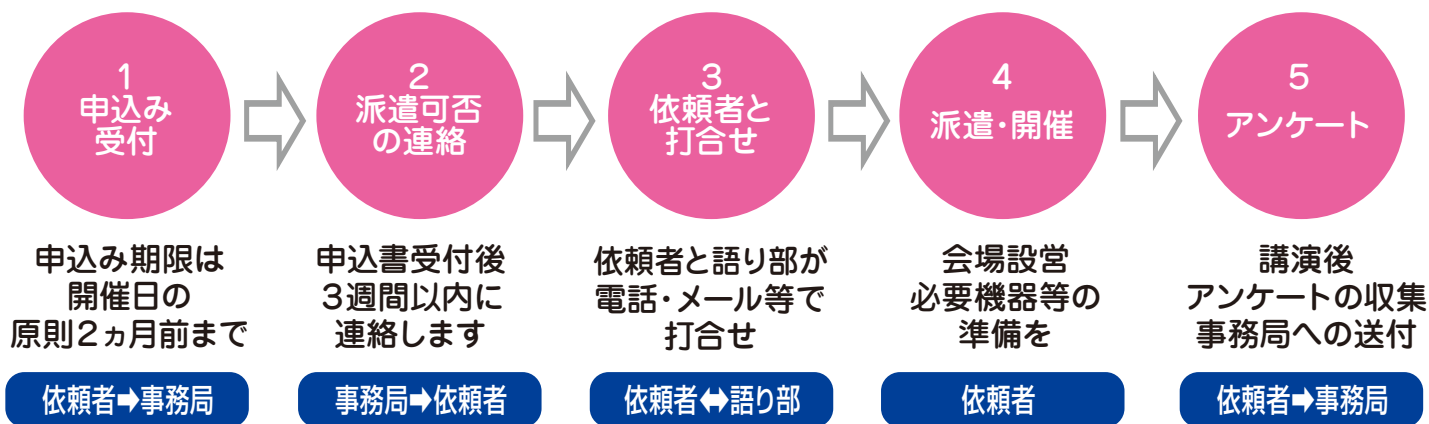 1
申込み
受付
2
派遣可否
の連絡
3
依頼者と
打合せ
4
派遣・開催
5
アンケート
申込み期限は
開催日の
原則2ヵ月前まで
申込書受付後
3週間以内に
連絡します
依頼者と語り部が
電話・メール等で
打合せ
会場設営
必要機器等の
準備を
講演後
アンケートの収集
事務局への送付
依頼者➡事務局
事務局➡依頼者
依頼者⬌語り部
依頼者
依頼者➡事務局